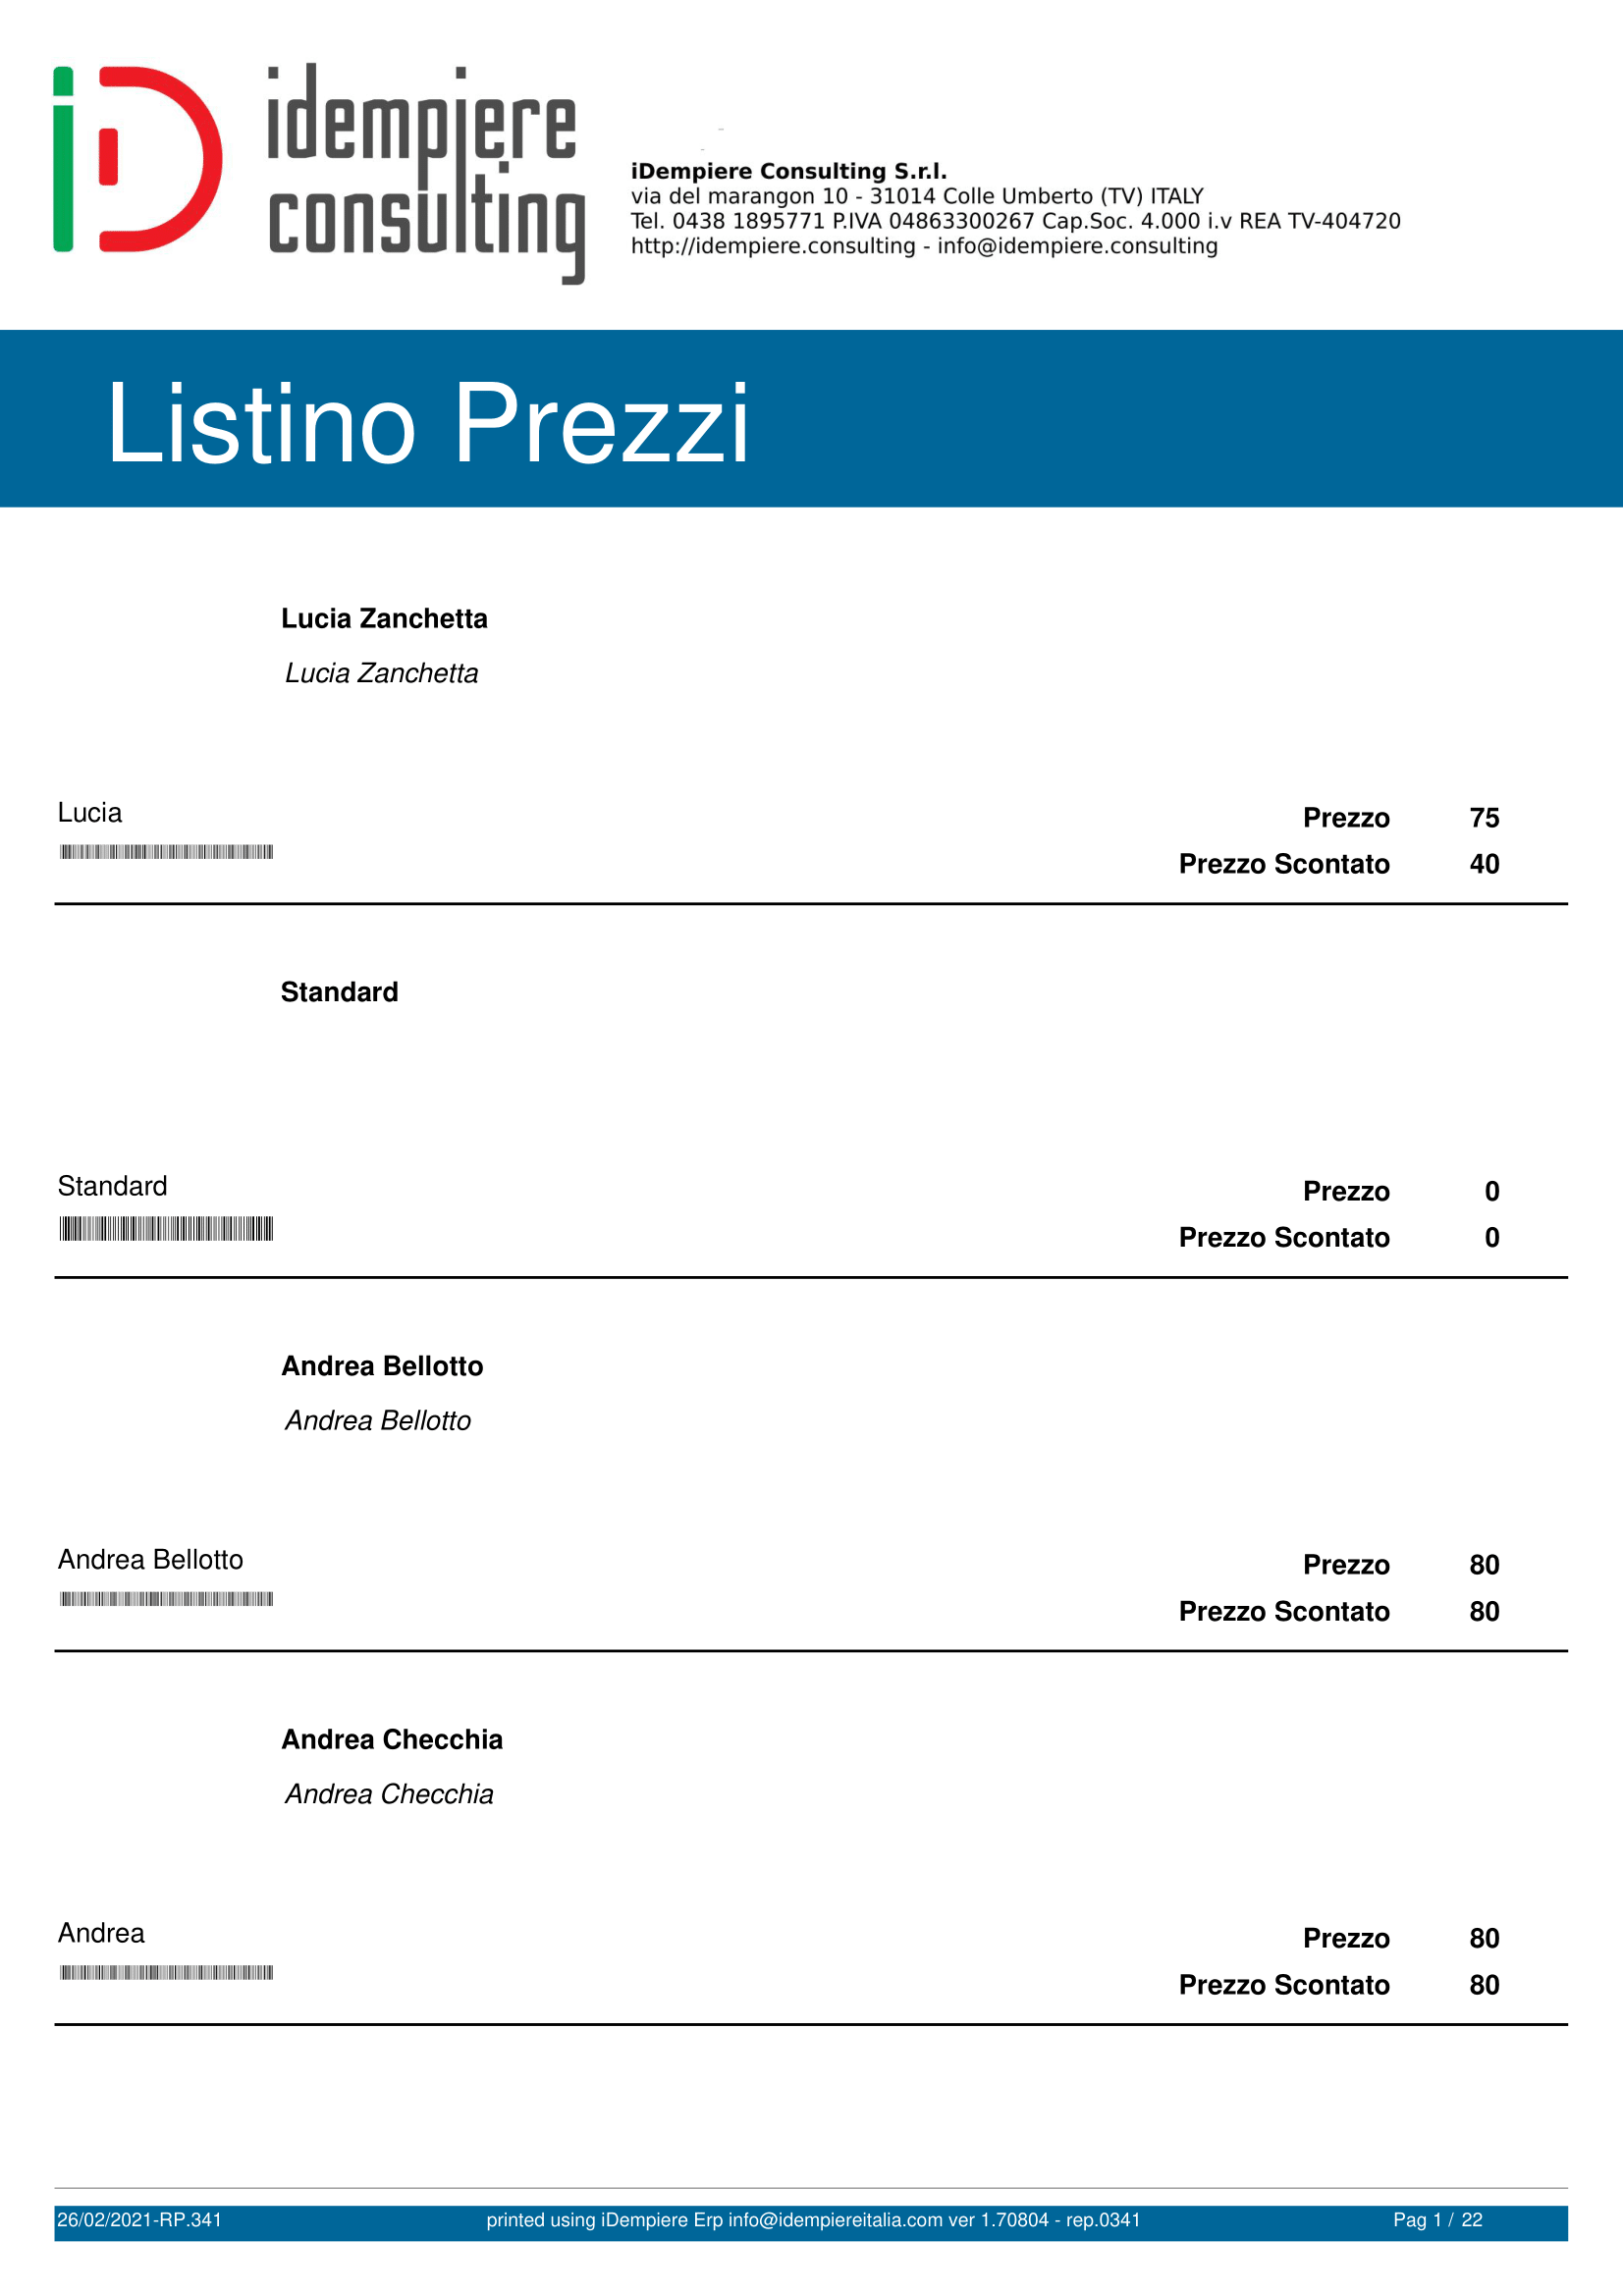 idempiere
consulting
iDempiere Consulting S.r.l.
via del marangon 10 - 31014 Colle Umberto (TV) ITALY
Tel. 0438 1895771 P.IVA 04863300267 Cap.Soc. 4.000 i.v REA TV-404720
http://idempiere.consulting - info@idempiere.consulting
Listino Prezzi
Lucia Zanchetta
Lucia Zanchetta
Lucia
Prezzo 75
Prezzo Scontato 40
Standard
Standard
Prezzo 0
Prezzo Scontato 0
Andrea Bellotto
Andrea Bellotto
Andrea Bellotto
Prezzo 80
Prezzo Scontato 80
Andrea Checchia
Andrea Checchia
Andrea
Prezzo 80
Prezzo Scontato 80
26/02/2021-RP.341 printed using iDempiere Erp info@idempiereitalia.com ver 1.70804 - rep.0341 Pag 1 / 22